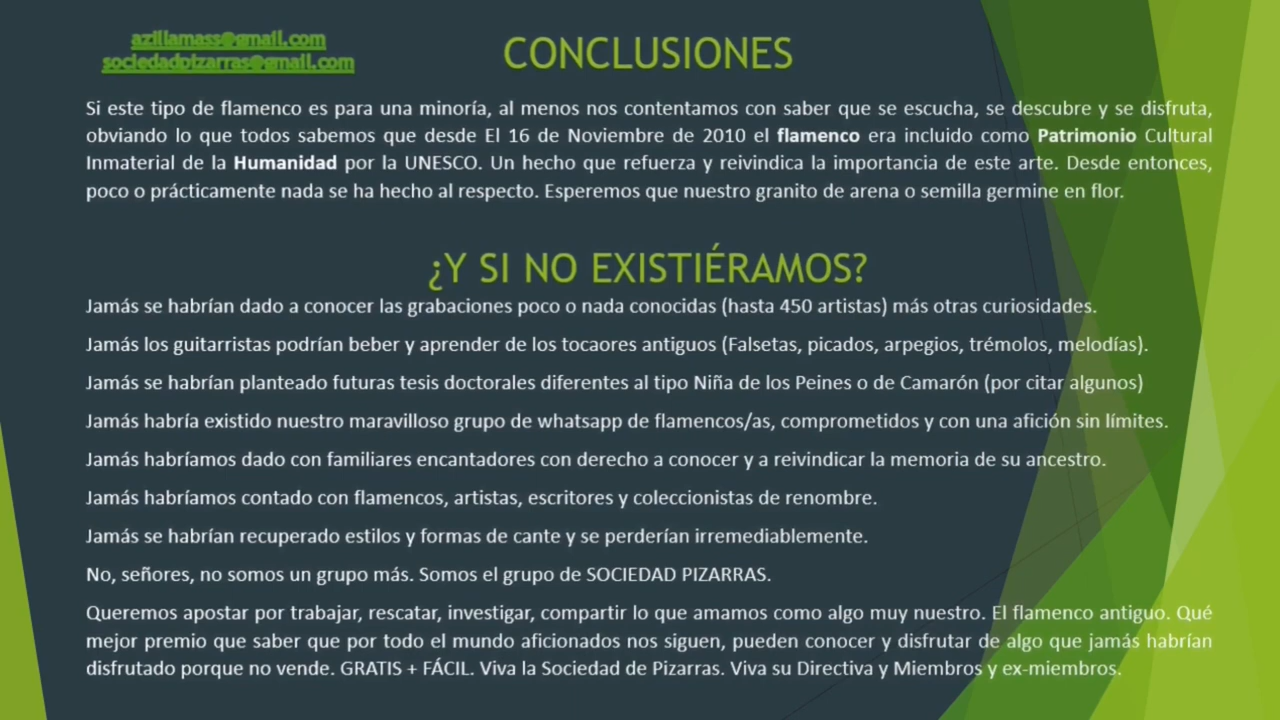 azillamass@gmail.com
sociedadpizarras@gmail.com
CONCLUSIONES
Si este tipo de flamenco es para una minoría, al menos nos contentamos con saber que se escucha, se descubre y se disfruta,
obviando lo que todos sabemos que desde El 16 de Noviembre de 2010 el flamenco era incluido como Patrimonio Cultural
Inmaterial de la Humanidad por la UNESCO. Un hecho que refuerza y reivindica la importancia de este arte. Desde entonces,
poco o prácticamente nada se ha hecho al respecto. Esperemos que nuestro granito de arena o semilla germine en flor.
¿Y SI NO EXISTIÉRAMOS?
Jamás se habrían dado a conocer las grabaciones poco o nada conocidas (hasta 450 artistas) más otras curiosidades.
Jamás los guitarristas podrían beber y aprender de los tocaores antiguos (Falsetas, picados, arpegios, trémolos, melodías).
Jamás se habrían planteado futuras tesis doctorales diferentes al tipo Niña de los Peines o de Camarón (por citar algunos)
Jamás habría existido nuestro maravilloso grupo de whatsapp de flamencos/as, comprometidos y con una afición sin límites.
Jamás habríamos dado con familiares encantadores con derecho a conocer y a reivindicar la memoria de su ancestro.
Jamás habríamos contado con flamencos, artistas, escritores y coleccionistas de renombre.
Jamás se habrían recuperado estilos y formas de cante y se perderían irremediablemente.
No, señores, no somos un grupo más. Somos el grupo de SOCIEDAD PIZARRAS.
Queremos apostar por trabajar, rescatar, investigar, compartir lo que amamos como algo muy nuestro. El flamenco antiguo. Qué
mejor premio que saber que por todo el mundo aficionados nos siguen, pueden conocer y disfrutar de algo que jamás habrían
disfrutado porque no vende. GRATIS + FÁCIL. Viva la Sociedad de Pizarras. Viva su Directiva y Miembros y ex-miembros.